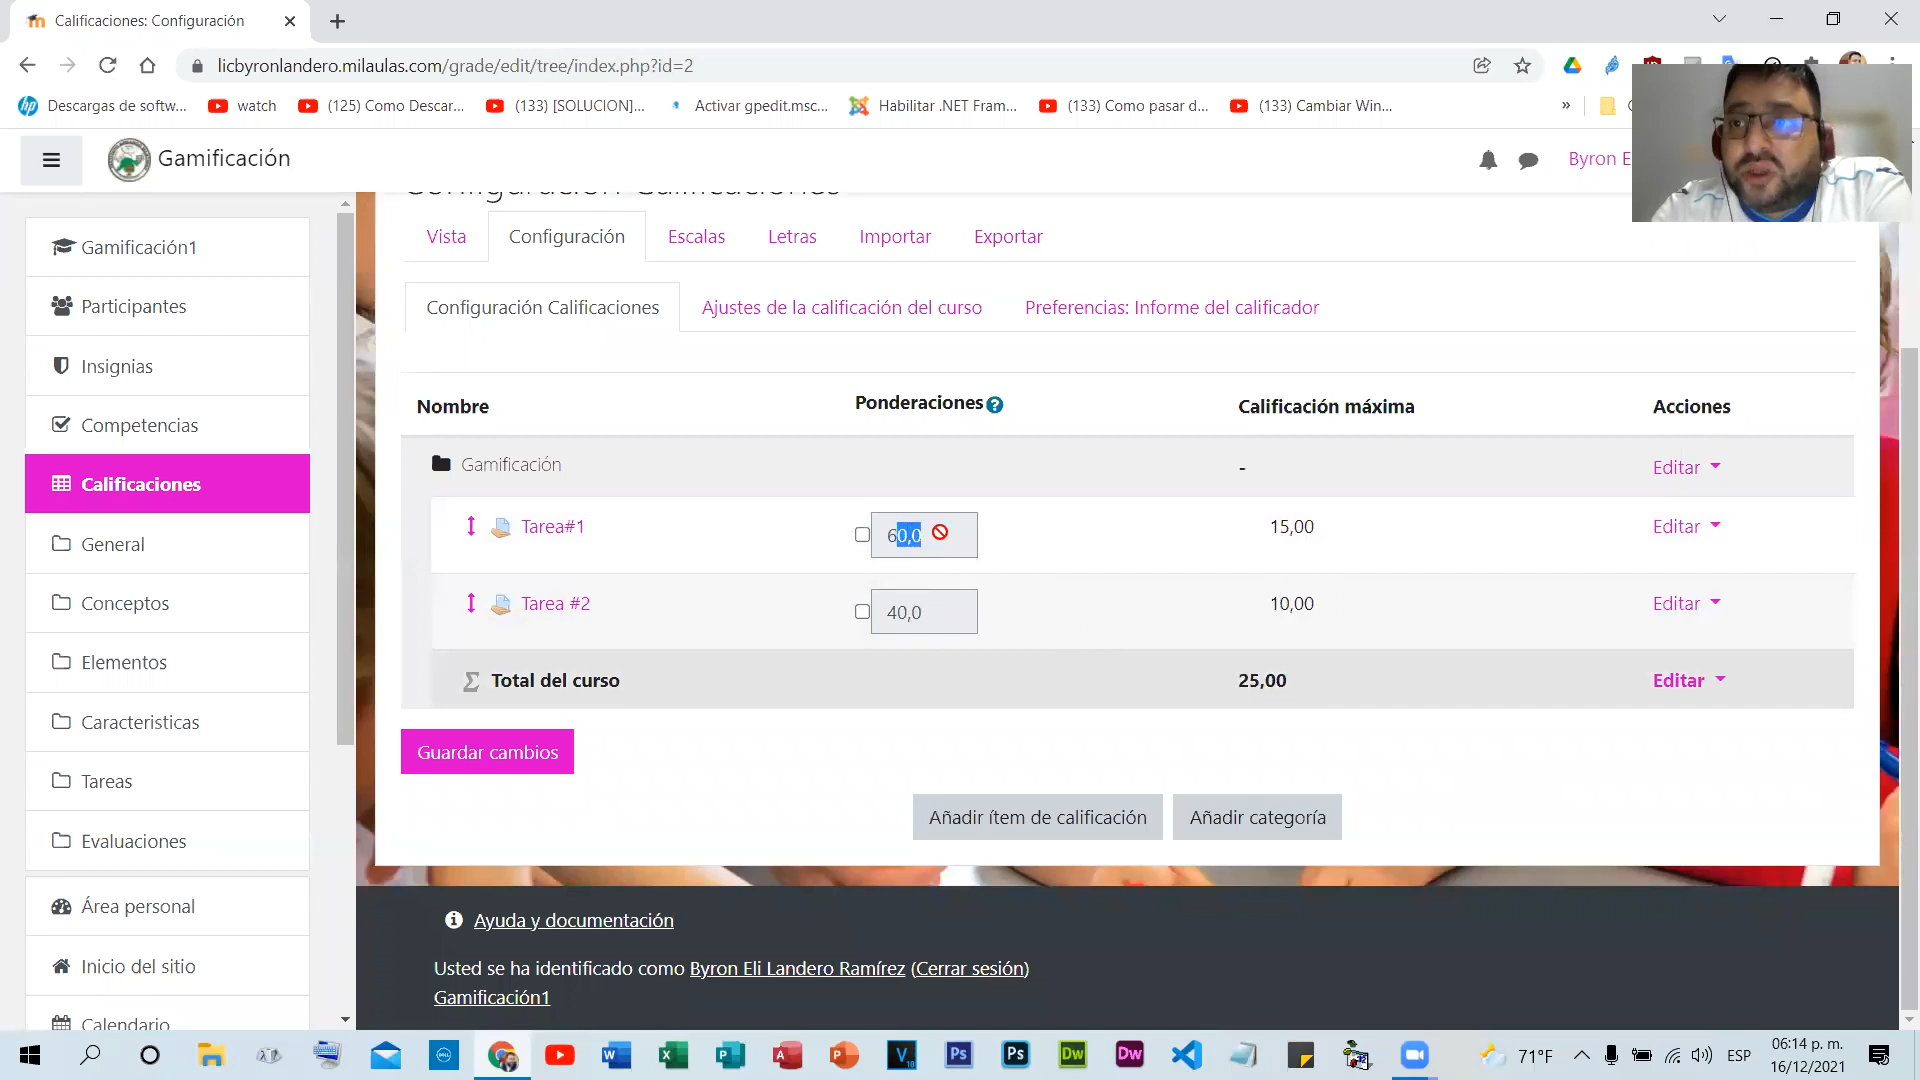 Calificaciones: Configuración
licbyronlandero.milaulas.com/grade/edit/tree/index.php?id=2
Descargas de softw... watch (125) Como Descar... (133) [SOLUCION]... Activar gpedit.msc... Habilitar .NET Fram... (133) Como pasar d... (133) Cambiar Win... »
Gamificación
Byron E
Vista Configuración Escalas Letras Importar Exportar
Configuración Calificaciones Ajustes de la calificación del curso Preferencias: Informe del calificador
Gamificación1
Participantes
Insignias
Competencias
Calificaciones
General
Conceptos
Elementos
Caracteristicas
Tareas
Evaluaciones
Área personal
Inicio del sitio
Calendario
Nombre Ponderaciones Calificación máxima Acciones
Gamificación - Editar
Tarea#1 60,0 15,00 Editar
Tarea #2 40,0 10,00 Editar
Total del curso 25,00 Editar
Guardar cambios
Añadir ítem de calificación Añadir categoría
Ayuda y documentación
Usted se ha identificado como Byron Eli Landero Ramírez (Cerrar sesión)
Gamificación1
71°F ESP 06:14 p. m.
16/12/2021